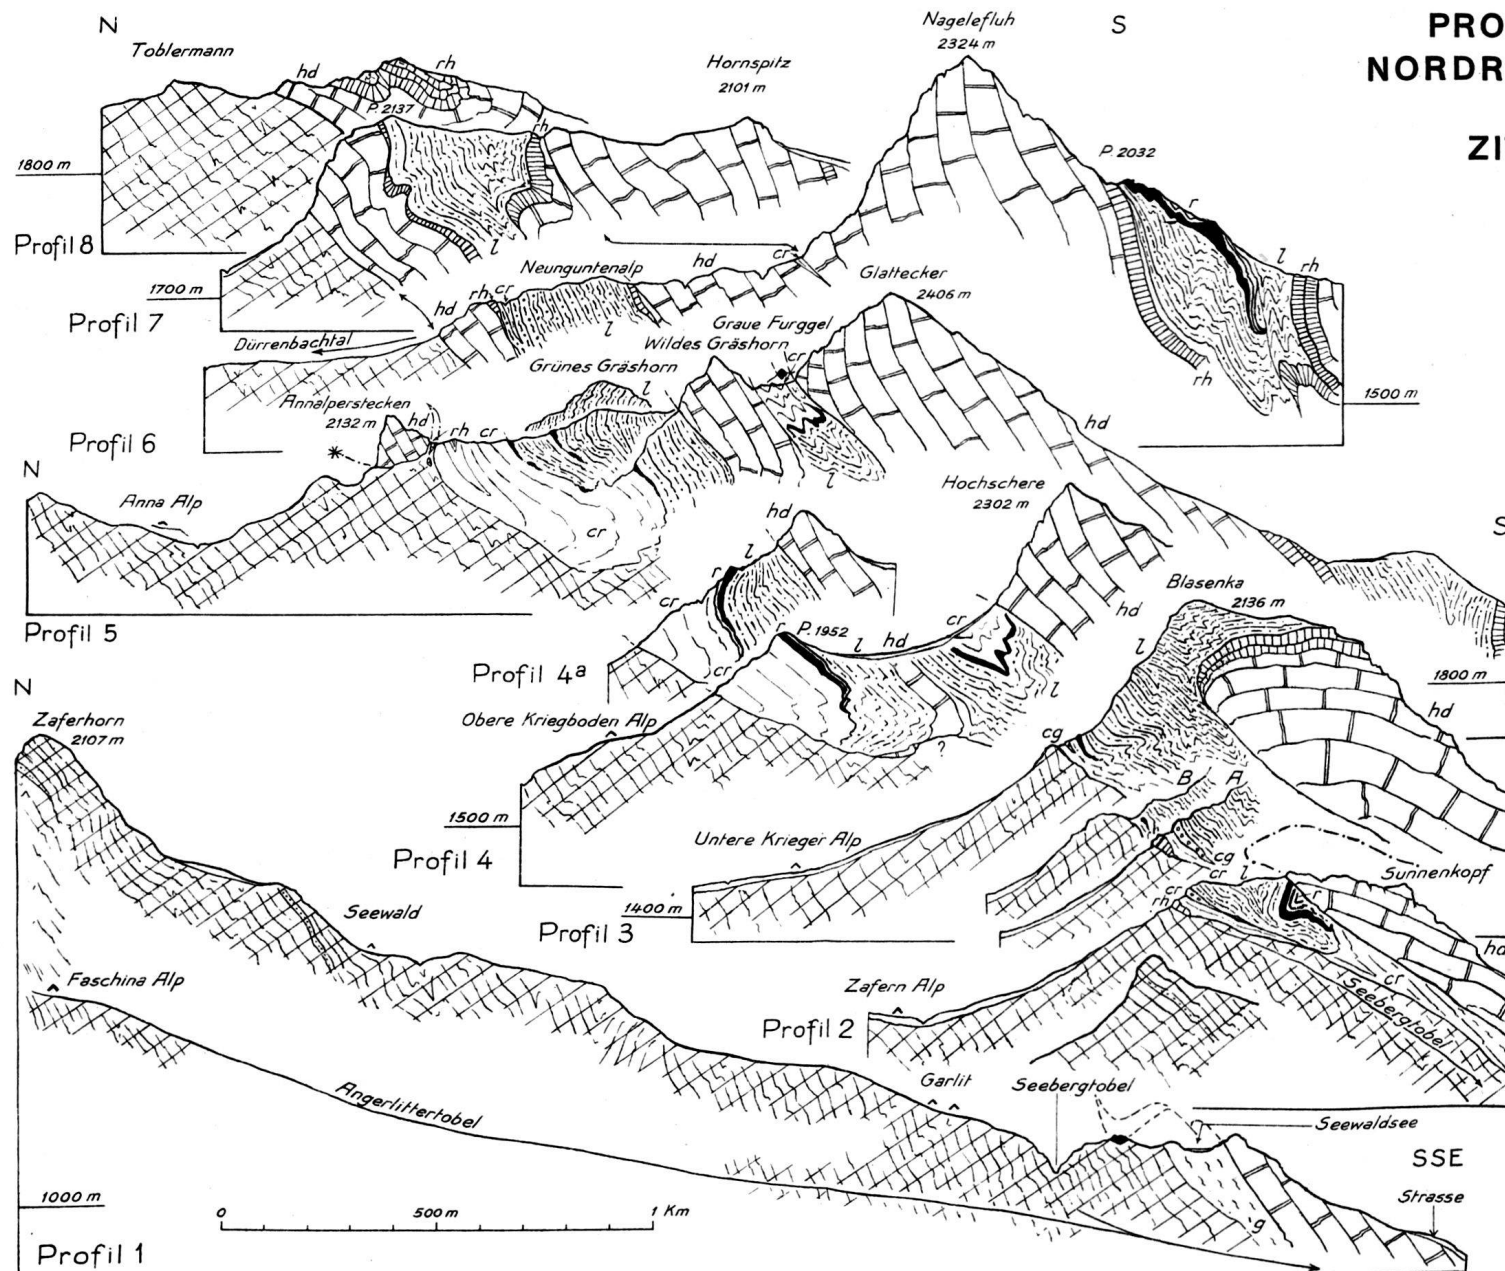 PRO
NORDR
ZI
N
Toblermann
hd
rh
P. 2137
Hornspitz
2101 m
Nagelefluh
2324 m
S
rh
P. 2032
r
l
rh
1800 m
Profil 8
l
cr
rh
1500 m
1700 m
Profil 7
hd
rh
cr
Neunguntenalp
l
hd
Glattecker
2406 m
Dürrenbachtal
Graue Furggel
Wildes Gräshorn
cr
Grünes Gräshorn
l
Annalperstecken
2132 m
hd
rh
cr
l
hd
Profil 6
N
Anna Alp
cr
Profil 5
Hochschere
2302 m
hd
l
r
cr
S
Profil 4a
r
P. 1952
l
hd
cr
hd
l
Blasenka
2136 m
l
hd
1800 m
cr
Obere Kriegboden Alp
?
1500 m
Profil 4
N
Zaferhorn
2107 m
cg
B
A
Untere Krieger Alp
cg
cr
l
Sunnenkopf
1400 m
Profil 3
cr
rh
r
hd
cr
Seebergtobel
Zafern Alp
Profil 2
Seewald
Faschina Alp
Angerlittertobel
Garlit
Seebergtobel
Seewaldsee
SSE
Strasse
g
1000 m
0
500 m
1 Km
Profil 1